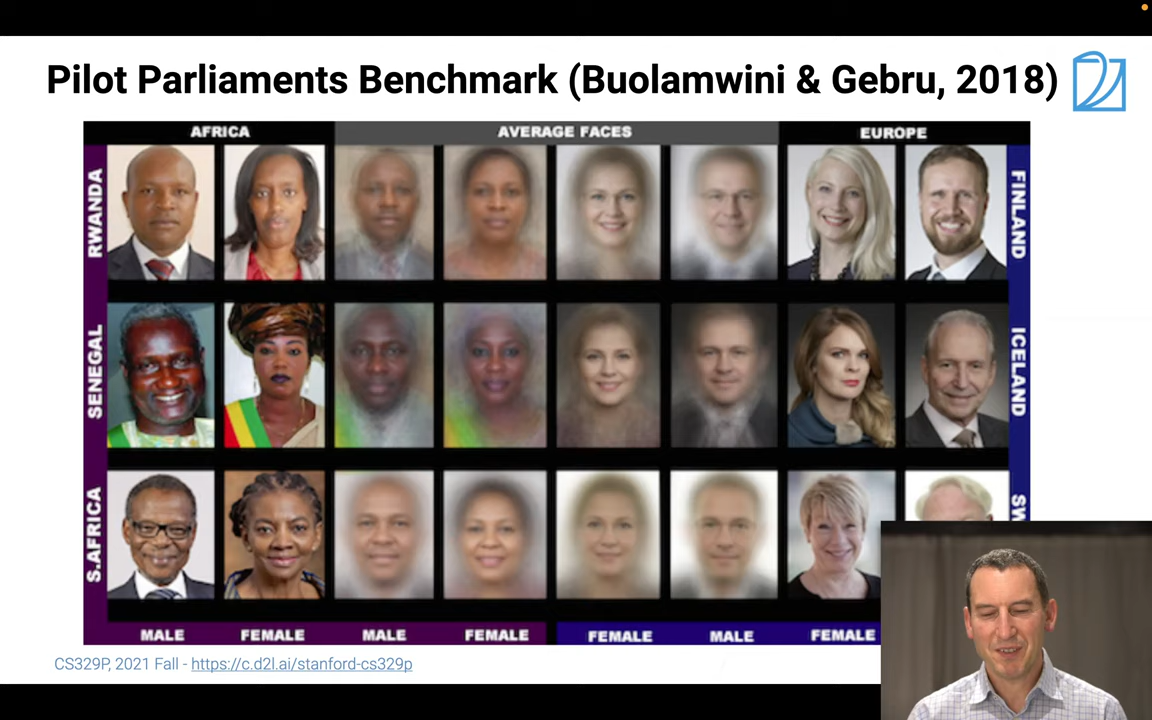 Pilot Parliaments Benchmark (Buolamwini & Gebru, 2018)
AFRICA AVERAGE FACES EUROPE
RWANDA
FINLAND
SENEGAL
ICELAND
S.AFRICA
SW
MALE FEMALE MALE FEMALE FEMALE MALE FEMALE
CS329P, 2021 Fall - https://c.d2l.ai/stanford-cs329p